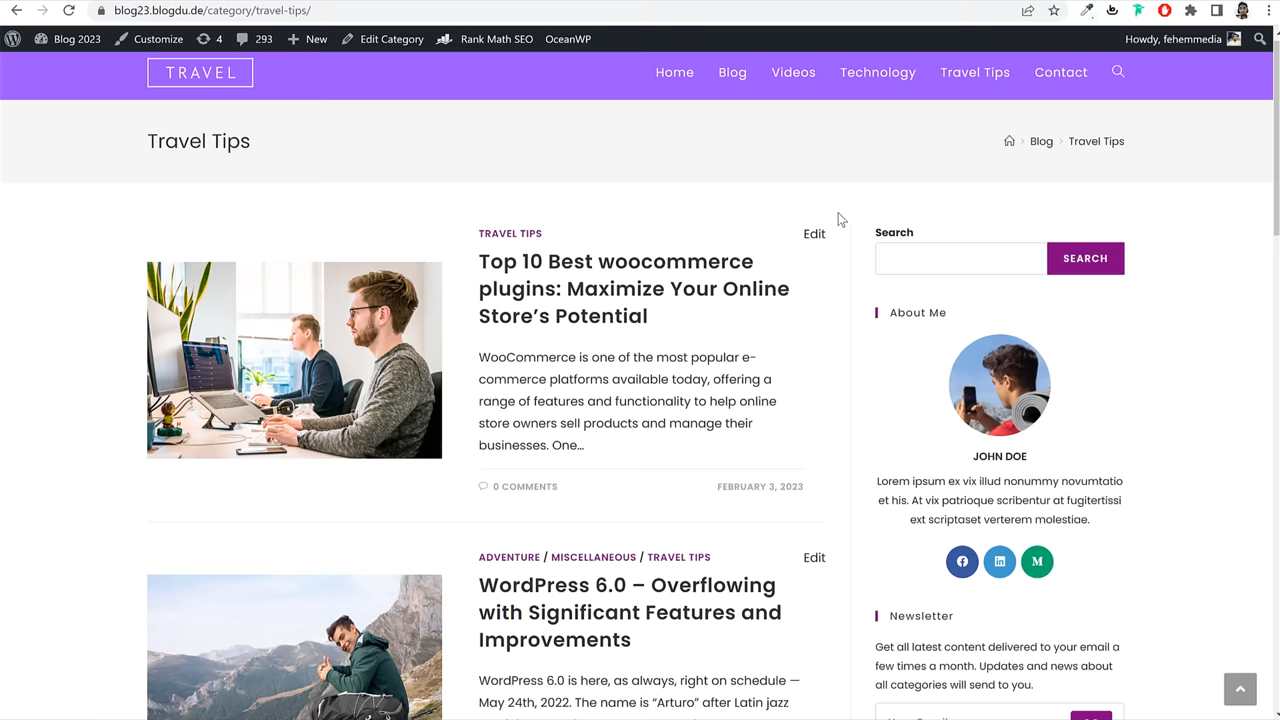 blog23.blogdu.de/category/travel-tips/
Blog 2023 Customize 4 293 New Edit Category Rank Math SEO OceanWP Howdy, fehemmedia
TRAVEL
Home Blog Videos Technology Travel Tips Contact
Travel Tips
Blog > Travel Tips
TRAVEL TIPS
Edit
Top 10 Best woocommerce
plugins: Maximize Your Online
Store’s Potential
WooCommerce is one of the most popular e-
commerce platforms available today, offering a
range of features and functionality to help online
store owners sell products and manage their
businesses. One…
0 COMMENTS
FEBRUARY 3, 2023
ADVENTURE / MISCELLANEOUS / TRAVEL TIPS
Edit
WordPress 6.0 – Overflowing
with Significant Features and
Improvements
WordPress 6.0 is here, as always, right on schedule —
May 24th, 2022. The name is “Arturo” after Latin jazz
Search
SEARCH
About Me
JOHN DOE
Lorem ipsum ex vix illud nonummy novumtatio
et his. At vix patrioque scribentur at fugitertissi
ext scriptaset verterem molestiae.
Newsletter
Get all latest content delivered to your email a
few times a month. Updates and news about
all categories will send to you.